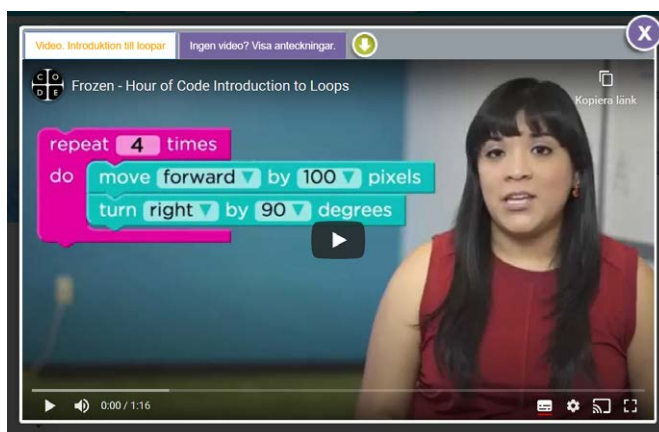 Video. Introduktion till loopar
Ingen video? Visa anteckningar.
X
CODE
Frozen - Hour of Code Introduction to Loops
Kopiera länk
repeat 4 times
do move forward by 100 pixels
turn right by 90 degrees
0:00 / 1:16